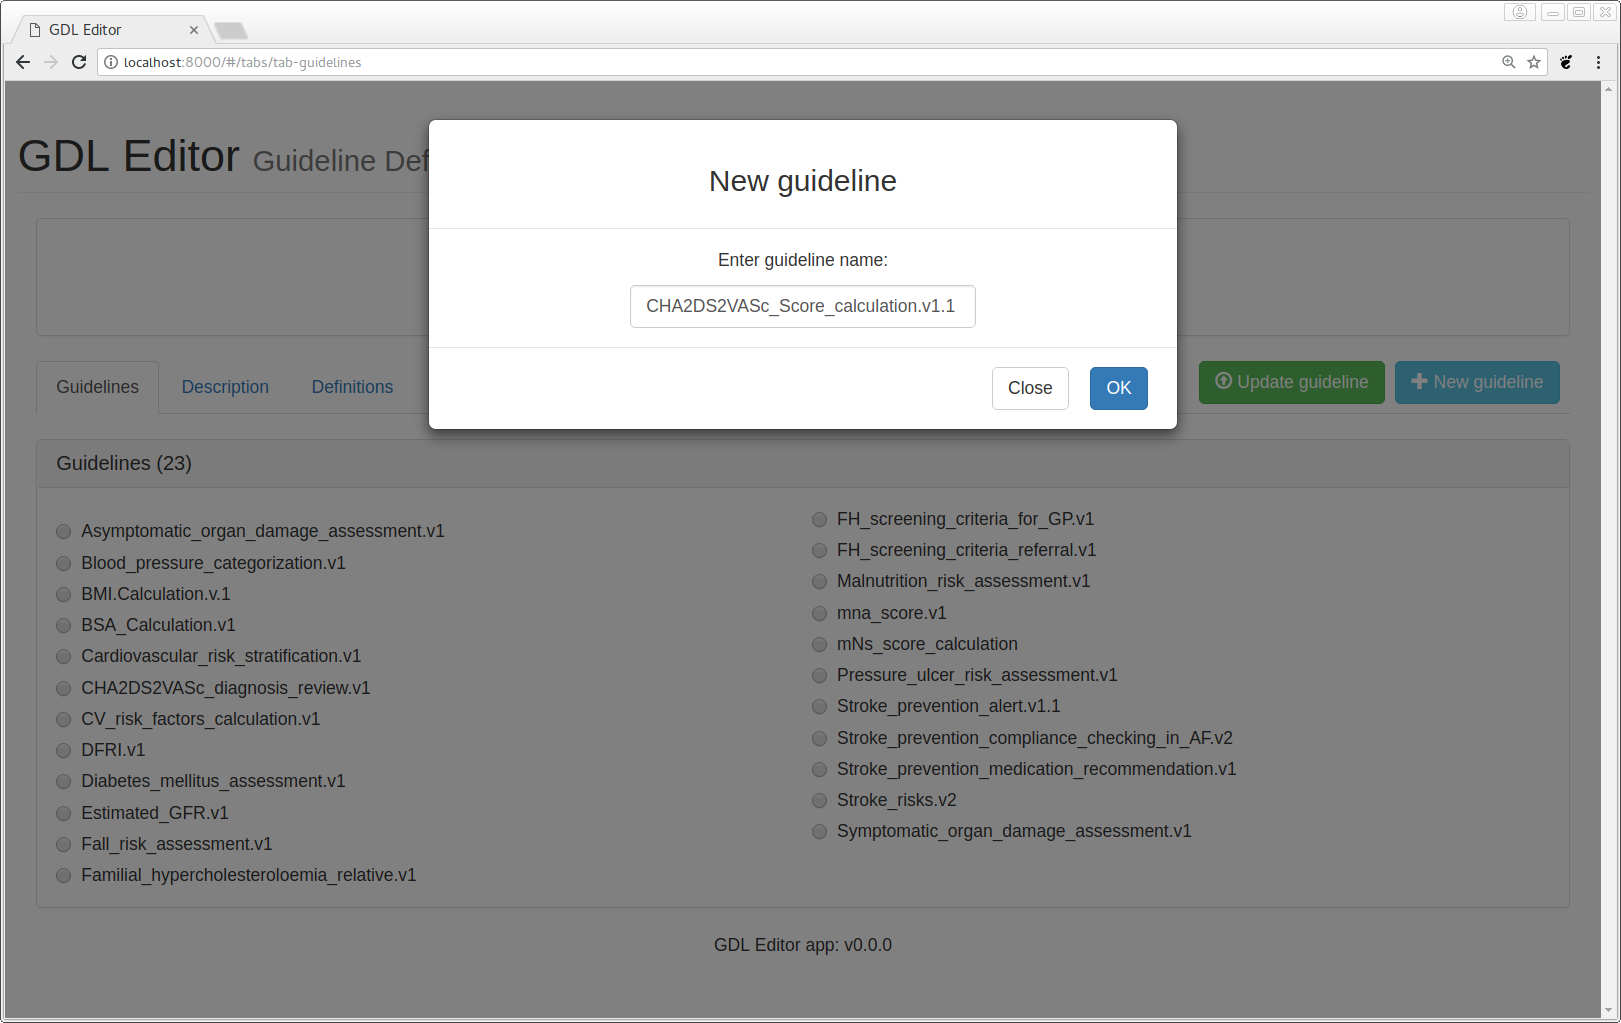 GDL Editor
localhost:8000/#/tabs/tab-guidelines
GDL Editor Guideline Def
New guideline
Enter guideline name:
CHA2DS2VASc_Score_calculation.v1.1
Close OK
Guidelines Description Definitions Update guideline New guideline
Guidelines (23)
Asymptomatic_organ_damage_assessment.v1
Blood_pressure_categorization.v1
BMI.Calculation.v.1
BSA_Calculation.v1
Cardiovascular_risk_stratification.v1
CHA2DS2VASc_diagnosis_review.v1
CV_risk_factors_calculation.v1
DFRI.v1
Diabetes_mellitus_assessment.v1
Estimated_GFR.v1
Fall_risk_assessment.v1
Familial_hypercholesteroloemia_relative.v1
FH_screening_criteria_for_GP.v1
FH_screening_criteria_referral.v1
Malnutrition_risk_assessment.v1
mna_score.v1
mNs_score_calculation
Pressure_ulcer_risk_assessment.v1
Stroke_prevention_alert.v1.1
Stroke_prevention_compliance_checking_in_AF.v2
Stroke_prevention_medication_recommendation.v1
Stroke_risks.v2
Symptomatic_organ_damage_assessment.v1
GDL Editor app: v0.0.0